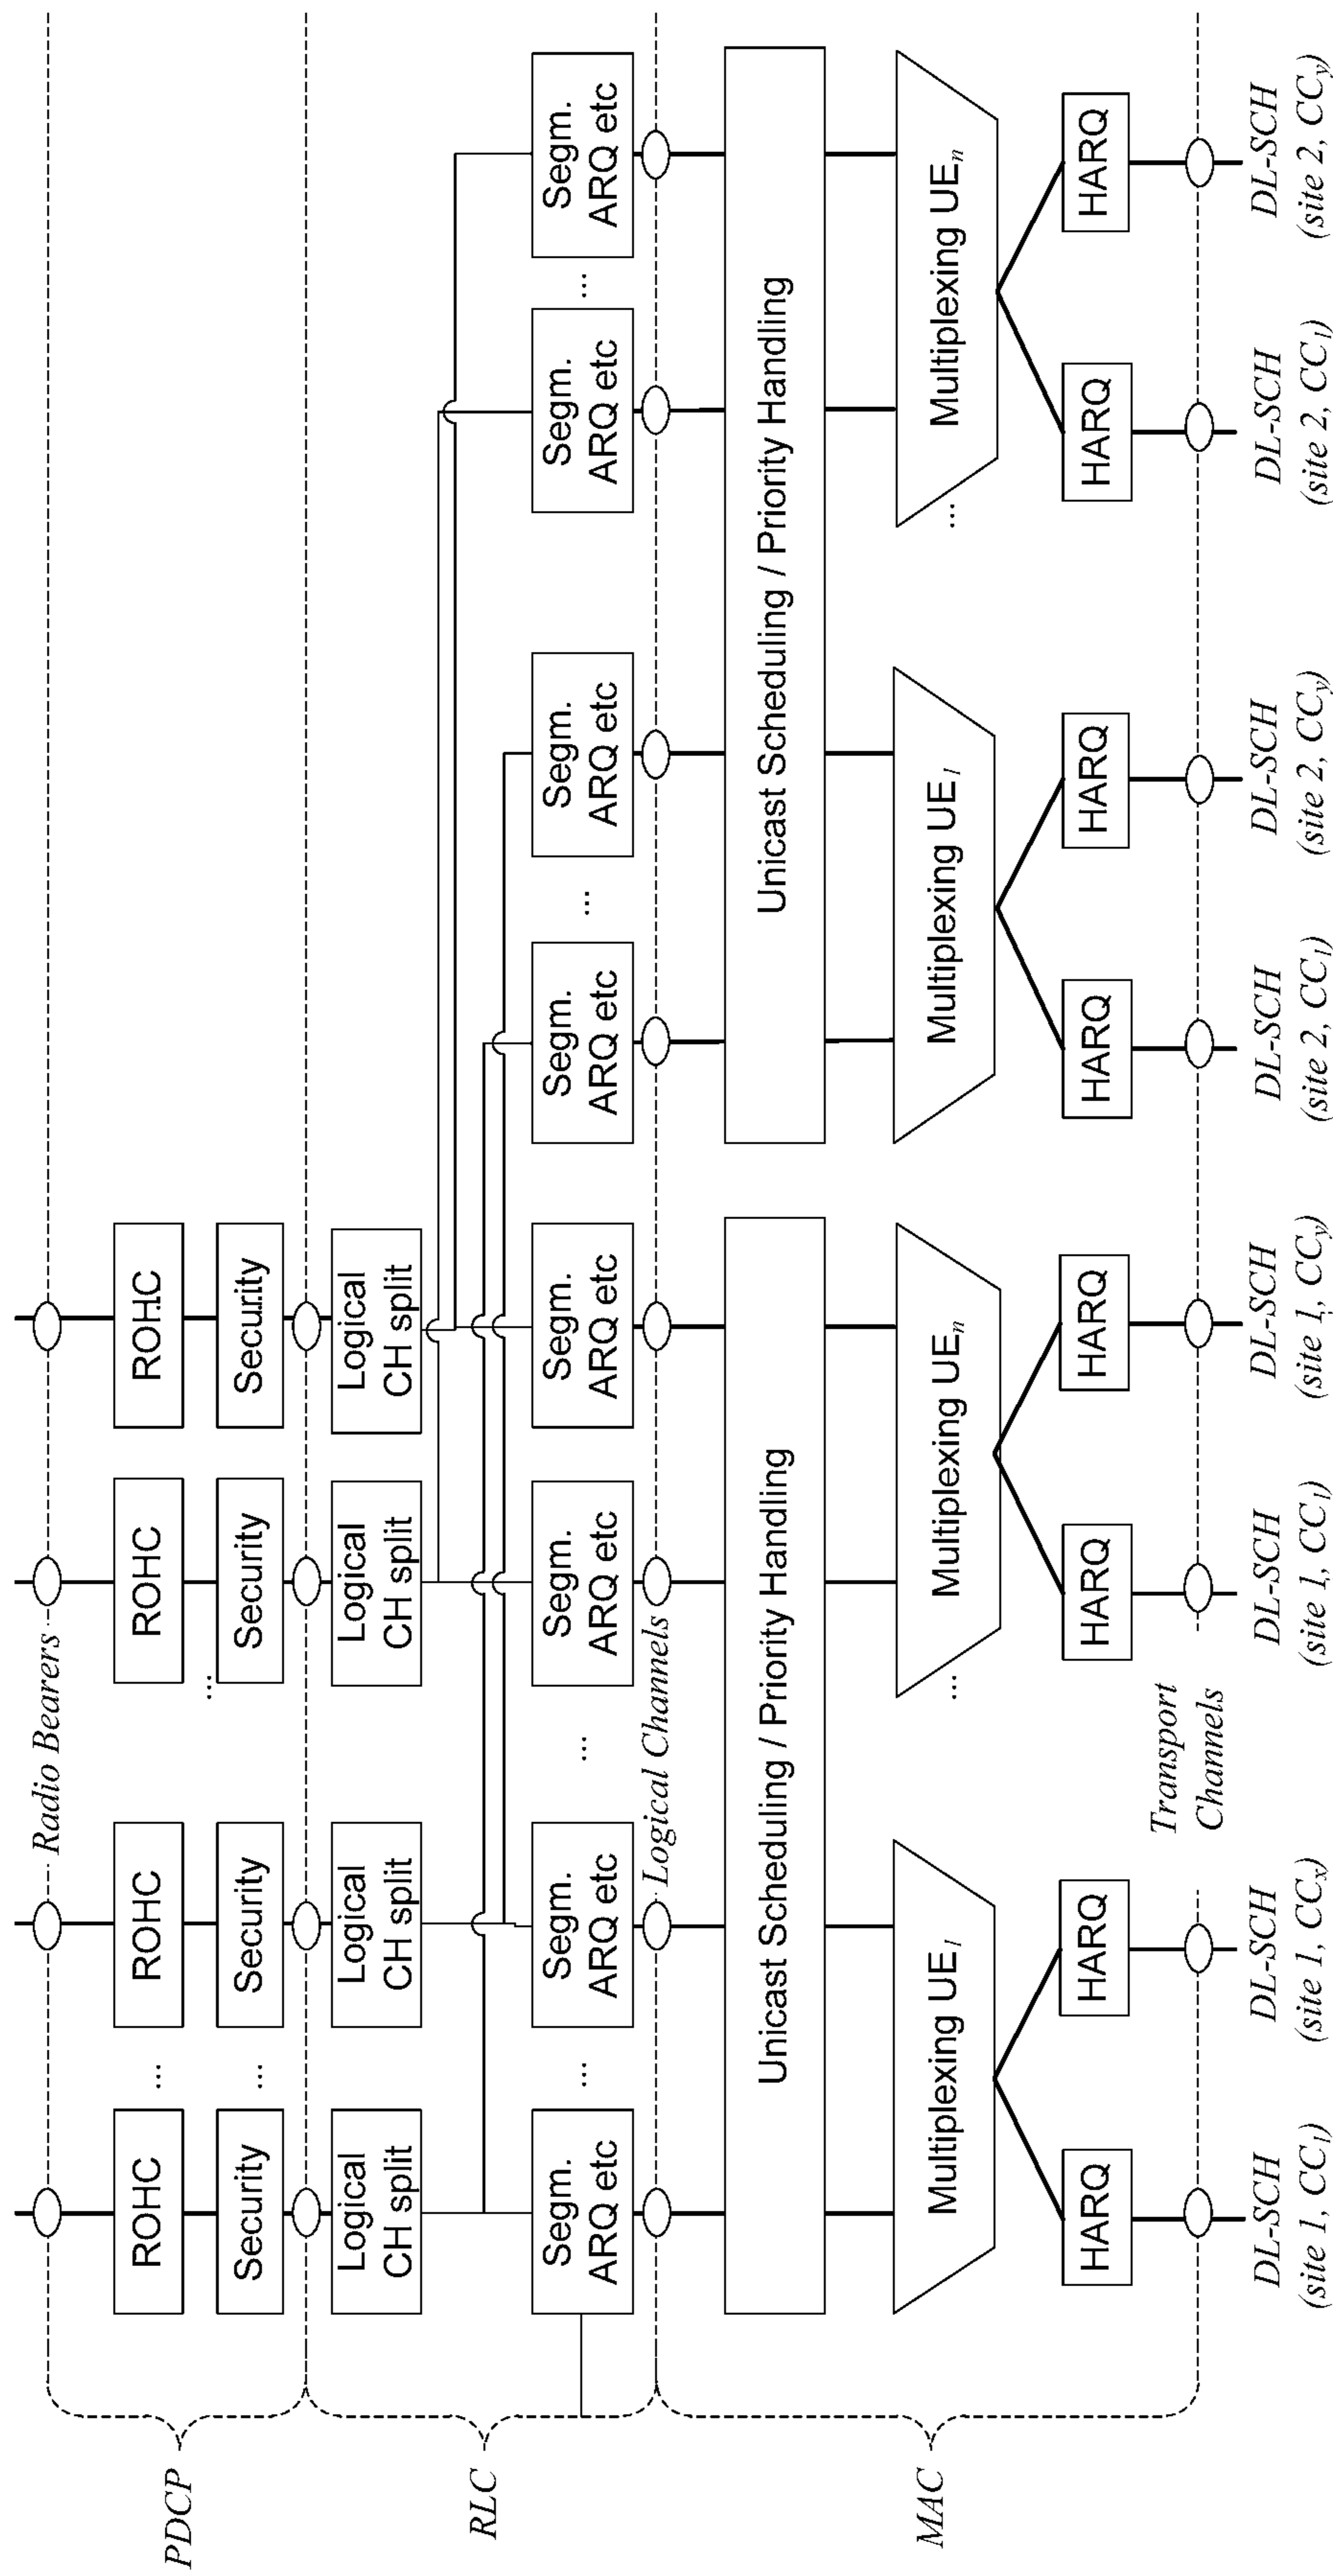 Radio Bearers
PDCP
ROHC
...
ROHC
ROHC
ROHC
Security
...
Security
...
Security
Security
RLC
Logical
CH split
Logical
CH split
Logical
CH split
Logical
CH split
Segm.
ARQ etc
...
Segm.
ARQ etc
...
Segm.
ARQ etc
Segm.
ARQ etc
Segm.
ARQ etc
...
Segm.
ARQ etc
Segm.
ARQ etc
...
Segm.
ARQ etc
Logical Channels
MAC
Unicast Scheduling / Priority Handling
Unicast Scheduling / Priority Handling
Multiplexing UE1
...
Multiplexing UEn
Multiplexing UE1
...
Multiplexing UEn
HARQ
HARQ
HARQ
HARQ
HARQ
HARQ
HARQ
HARQ
Transport
Channels
DL-SCH
(site 1, CC1)
DL-SCH
(site 1, CCx)
DL-SCH
(site 1, CC1)
DL-SCH
(site 1, CCy)
DL-SCH
(site 2, CC1)
DL-SCH
(site 2, CCy)
DL-SCH
(site 2, CC1)
DL-SCH
(site 2, CCy)